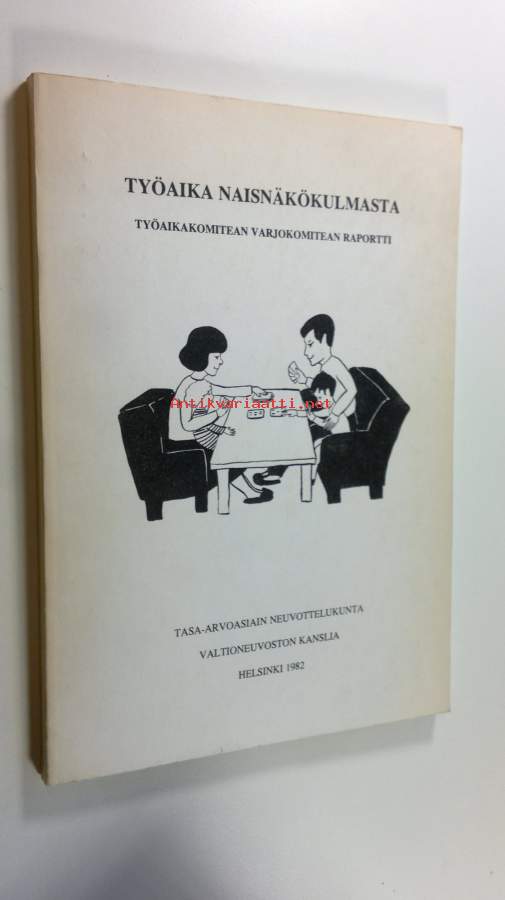 TYÖAIKA NAISNÄKÖKULMASTA
TYÖAIKAKOMITEAN VARJOKOMITEAN RAPORTTI
Antikvariaatti.net
TASA-ARVOASIAIN NEUVOTTELUKUNTA
VALTIONEUVOSTON KANSLIA
HELSINKI 1982